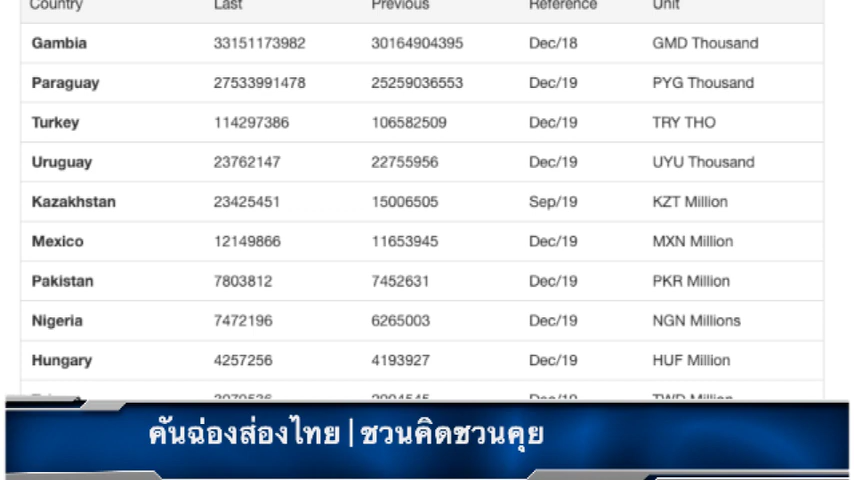 Country Last Previous Reference Unit
Gambia 33151173982 30164904395 Dec/18 GMD Thousand
Paraguay 27533991478 25259036553 Dec/19 PYG Thousand
Turkey 114297386 106582509 Dec/19 TRY THO
Uruguay 23762147 22755956 Dec/19 UYU Thousand
Kazakhstan 23425451 15006505 Sep/19 KZT Million
Mexico 12149866 11653945 Dec/19 MXN Million
Pakistan 7803812 7452631 Dec/19 PKR Million
Nigeria 7472196 6265003 Dec/19 NGN Millions
Hungary 4257256 4193927 Dec/19 HUF Million
Dec/19 TWD Million
คันฉ่องส่องไทย | ชวนคิดชวนคุย